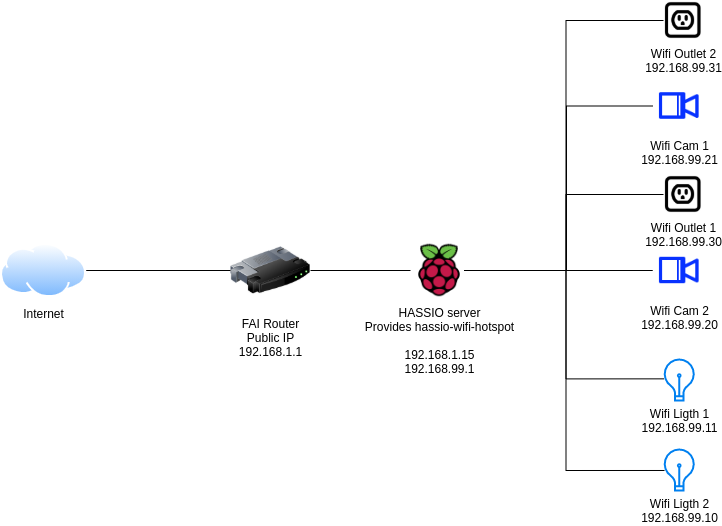 Wifi Outlet 2
192.168.99.31
Wifi Cam 1
192.168.99.21
Wifi Outlet 1
192.168.99.30
Internet
FAI Router
Public IP
192.168.1.1
HASSIO server
Provides hassio-wifi-hotspot
192.168.1.15
192.168.99.1
Wifi Cam 2
192.168.99.20
Wifi Ligth 1
192.168.99.11
Wifi Ligth 2
192.168.99.10